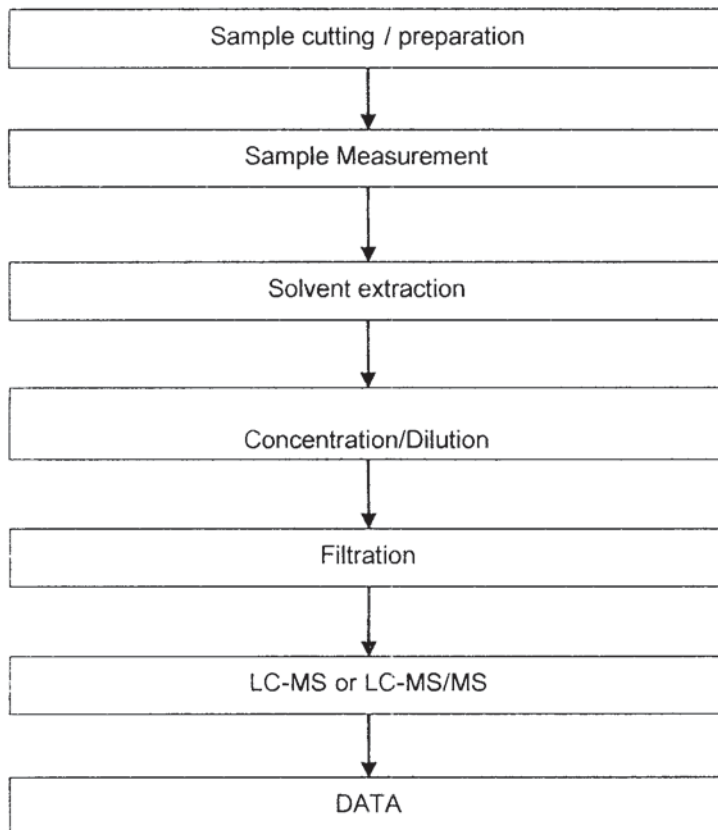 Sample cutting / preparation
Sample Measurement
Solvent extraction
Concentration/Dilution
Filtration
LC-MS or LC-MS/MS
DATA